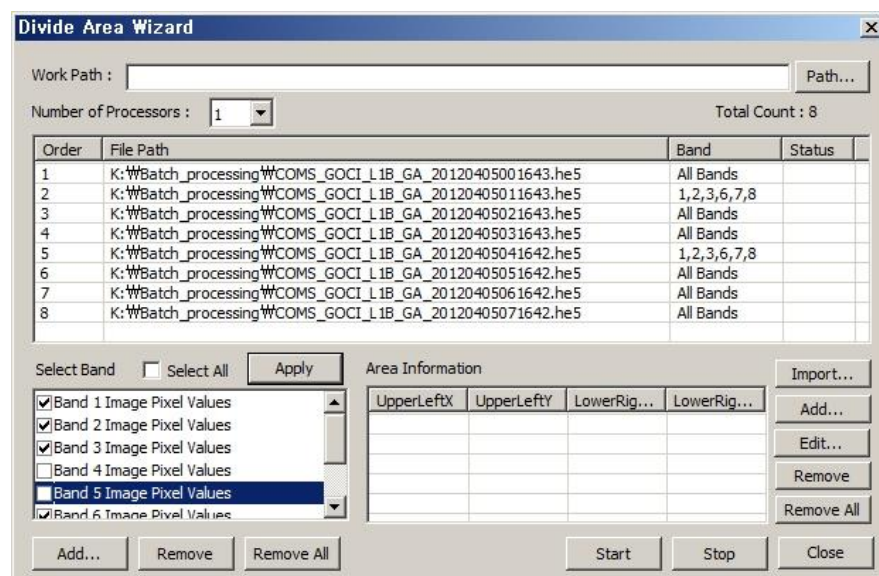 Divide Area ₩izard
Work Path :
Path...
Number of Processors : 1
Total Count : 8
Order File Path Band Status
1 K:₩Batch_processing₩COMS_GOCI_L1B_GA_20120405001643.he5 All Bands
2 K:₩Batch_processing₩COMS_GOCI_L1B_GA_20120405011643.he5 1,2,3,6,7,8
3 K:₩Batch_processing₩COMS_GOCI_L1B_GA_20120405021643.he5 All Bands
4 K:₩Batch_processing₩COMS_GOCI_L1B_GA_20120405031643.he5 All Bands
5 K:₩Batch_processing₩COMS_GOCI_L1B_GA_20120405041642.he5 1,2,3,6,7,8
6 K:₩Batch_processing₩COMS_GOCI_L1B_GA_20120405051642.he5 All Bands
7 K:₩Batch_processing₩COMS_GOCI_L1B_GA_20120405061642.he5 All Bands
8 K:₩Batch_processing₩COMS_GOCI_L1B_GA_20120405071642.he5 All Bands
Select Band Select All Apply
Band 1 Image Pixel Values
Band 2 Image Pixel Values
Band 3 Image Pixel Values
Band 4 Image Pixel Values
Band 5 Image Pixel Values
Band 6 Image Pixel Values
Area Information
UpperLeftX UpperLeftY LowerRig... LowerRig...
Import...
Add...
Edit...
Remove
Remove All
Add... Remove Remove All Start Stop Close